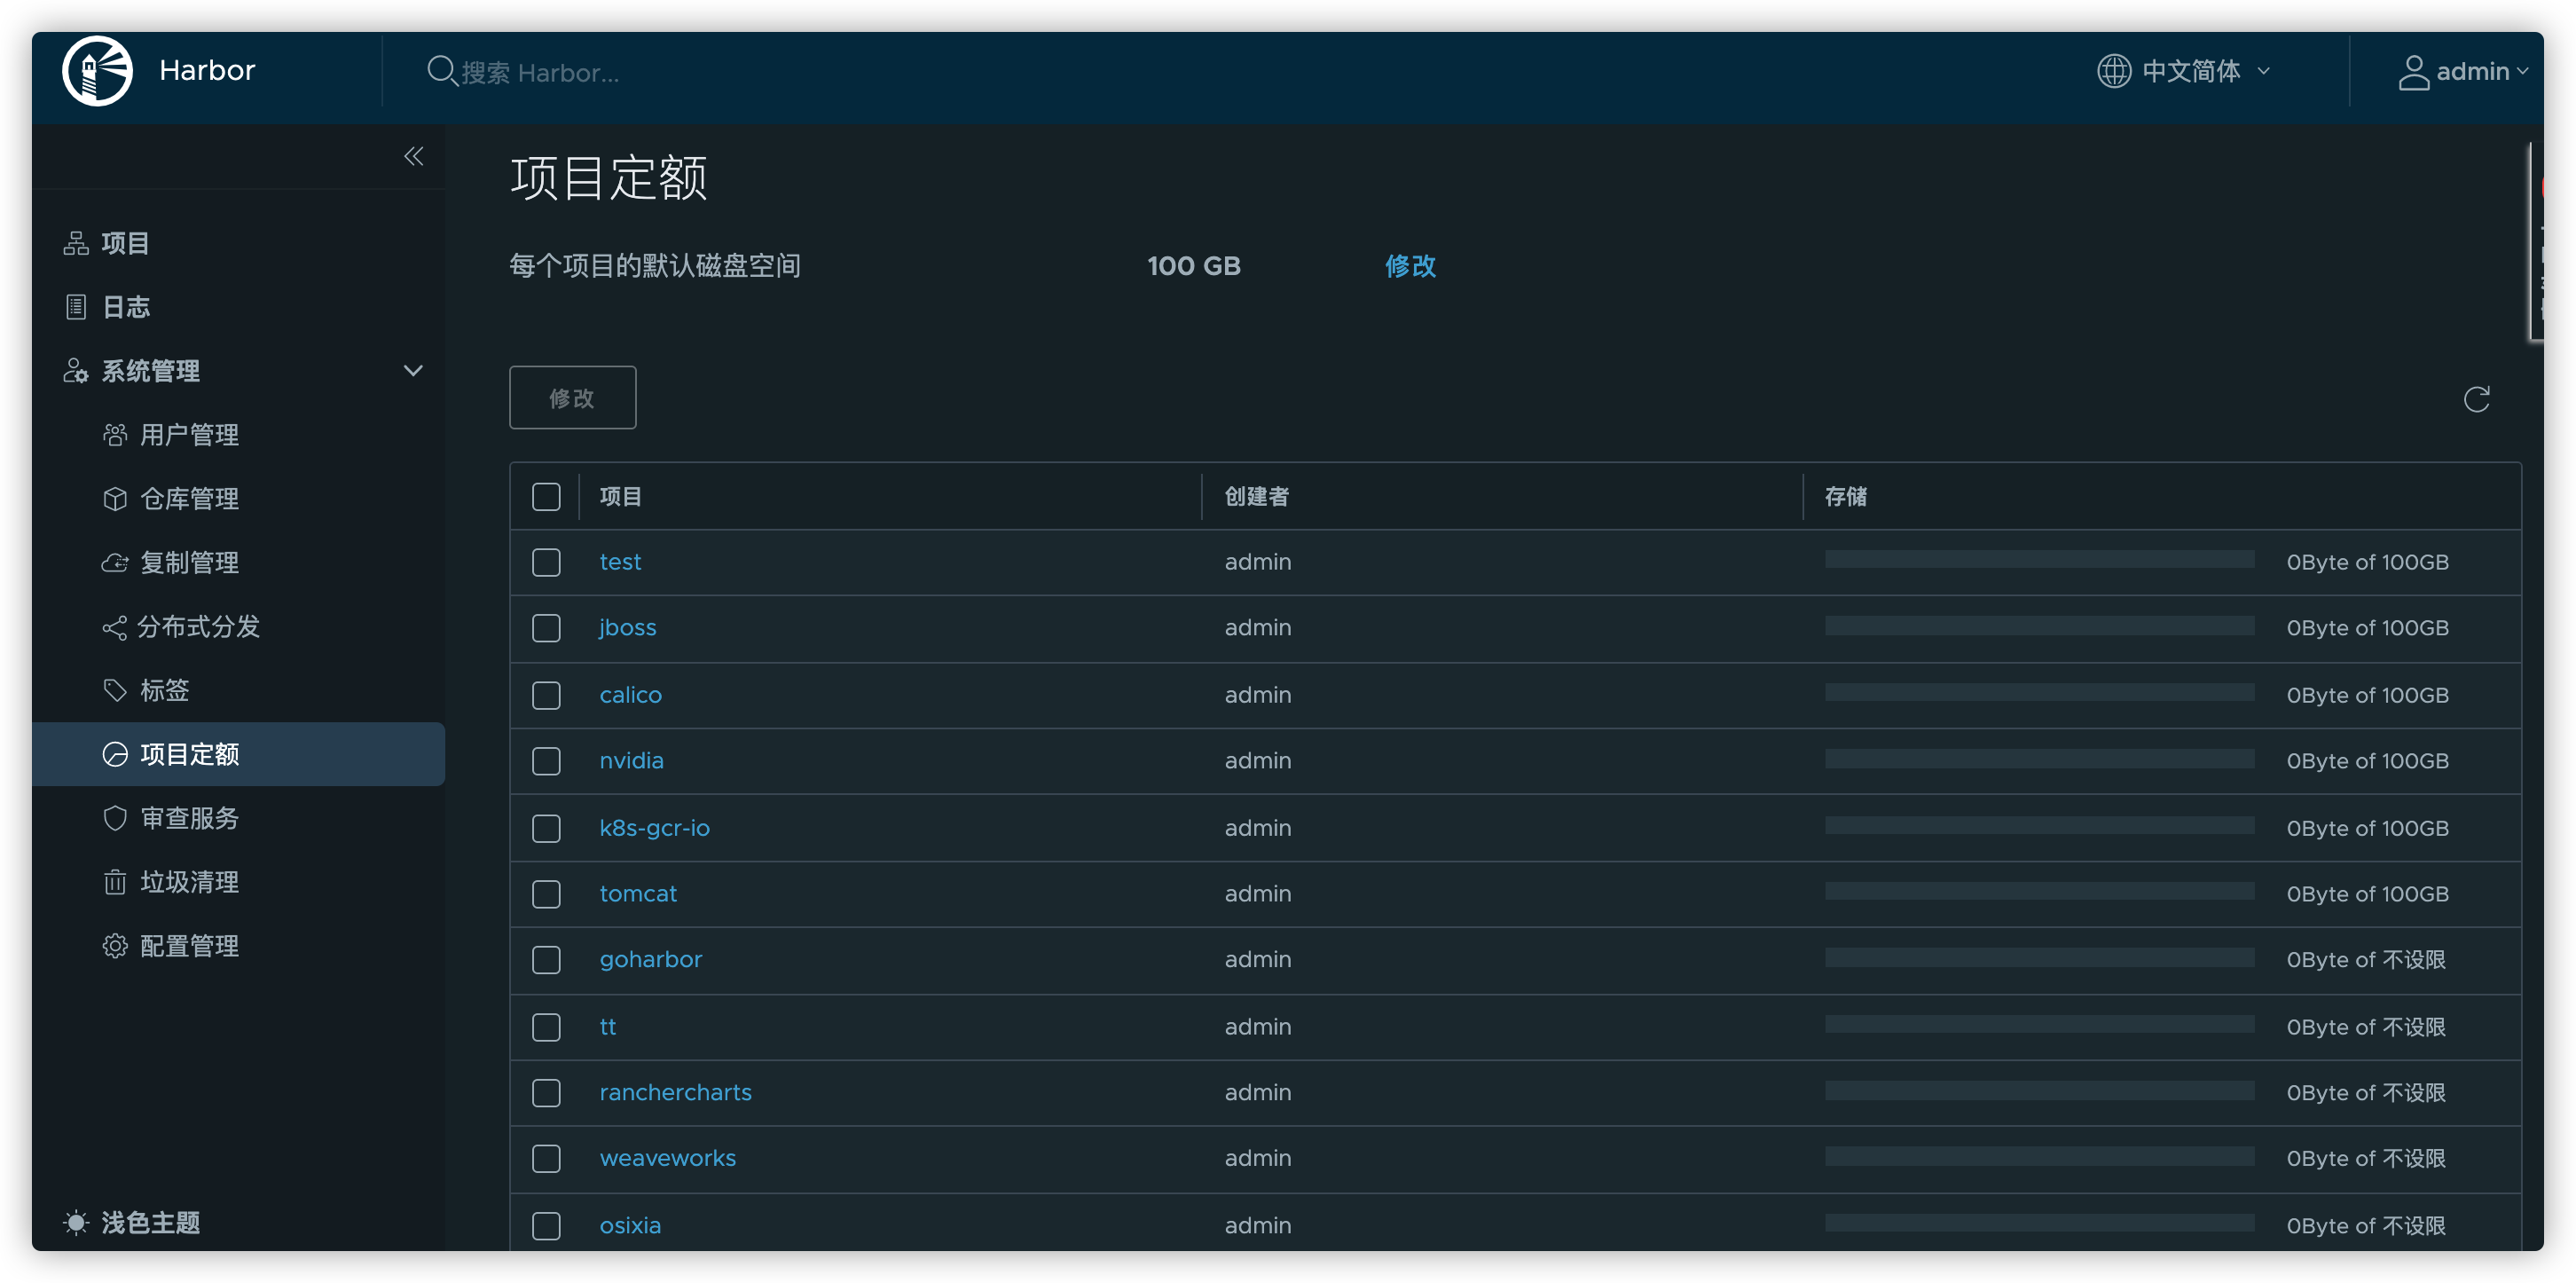 Harbor
搜索 Harbor...
中文简体
admin
项目
日志
系统管理
用户管理
仓库管理
复制管理
分布式分发
标签
项目定额
审查服务
垃圾清理
配置管理
浅色主题
项目定额
每个项目的默认磁盘空间 100 GB 修改
修改
项目 创建者 存储
test admin 0Byte of 100GB
jboss admin 0Byte of 100GB
calico admin 0Byte of 100GB
nvidia admin 0Byte of 100GB
k8s-gcr-io admin 0Byte of 100GB
tomcat admin 0Byte of 100GB
goharbor admin 0Byte of 不设限
tt admin 0Byte of 不设限
ranchercharts admin 0Byte of 不设限
weaveworks admin 0Byte of 不设限
osixia admin 0Byte of 不设限